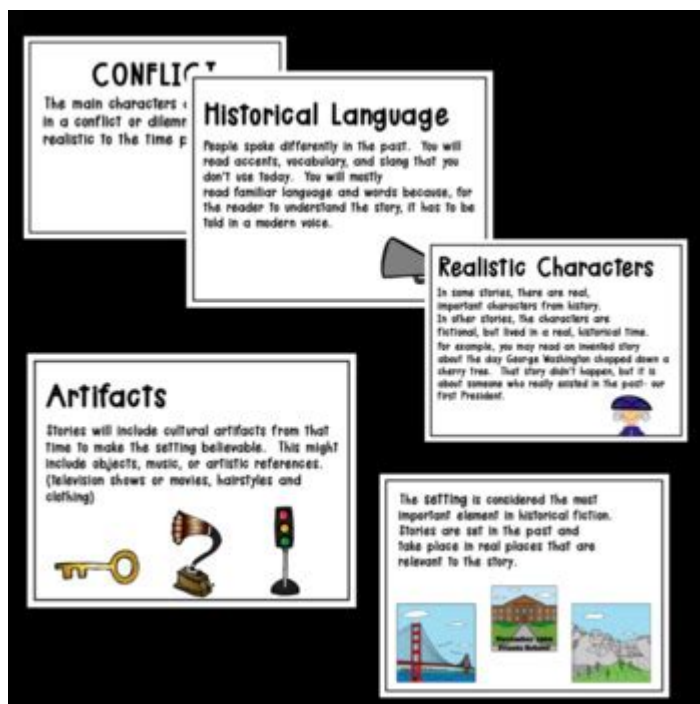 CONFLICT
The main characters
in a conflict or
realistic to the time
Historical Language
People spoke differently in the past. You will
read accents, vocabulary, and slang that you
don't use today. You will mostly
read familiar language and words because, for
the reader to understand the story, it has to be
told in a modern voice.
Realistic Characters
In some stories, there are real,
important characters from history.
In other stories, the characters are
fictional, but lived in a real, historical time.
For example, you may read an invented story
about the day George Washington chopped down a
cherry tree. That story didn't happen, but it is
about someone who really existed in the past- our
first President.
Artifacts
Stories will include cultural artifacts from that
time to make the setting believable. This might
include objects, music, or artistic references.
(television shows or movies, hairstyles and
clothing)
The setting is considered the most
important element in historical fiction.
Stories are set in the past and
take place in real places that are
relevant to the story.
November 1960
School